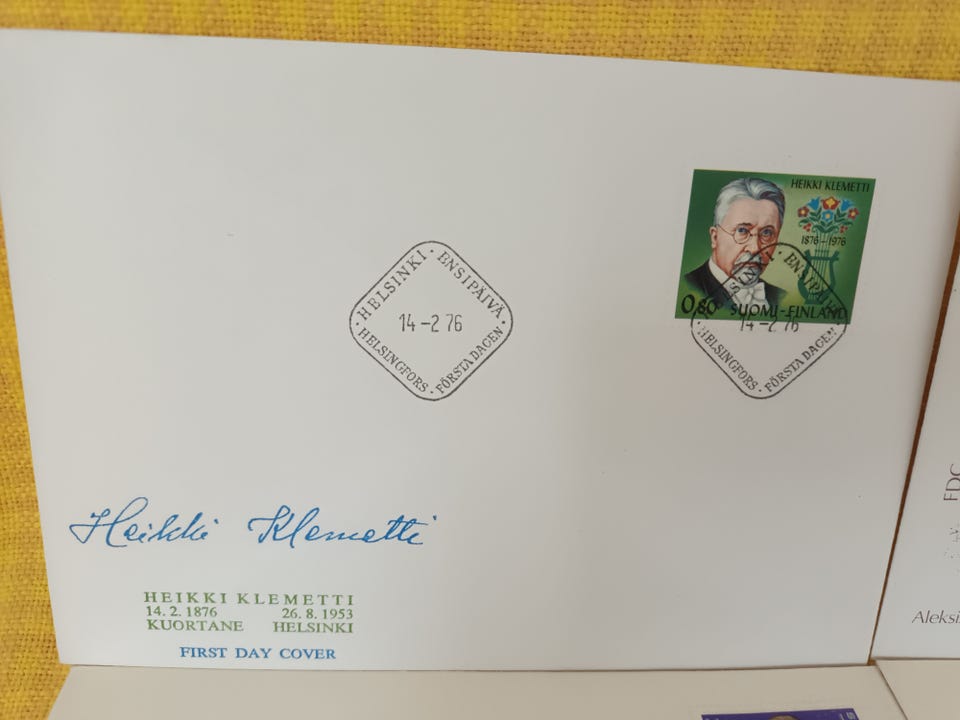 HEIKKI KLEMETTI
1876-1976
0,80 SUOMI-FINLAND
HELSINKI · ENSIPÄIVÄ
14-2 76
HELSINGFORS · FÖRSTA DAGEN
HELSINKI · ENSIPÄIVÄ
14-2 76
HELSINGFORS · FÖRSTA DAGEN
Heikki Klemetti
HEIKKI KLEMETTI
14. 2. 1876 26. 8. 1953
KUORTANE HELSINKI
FIRST DAY COVER
FDC